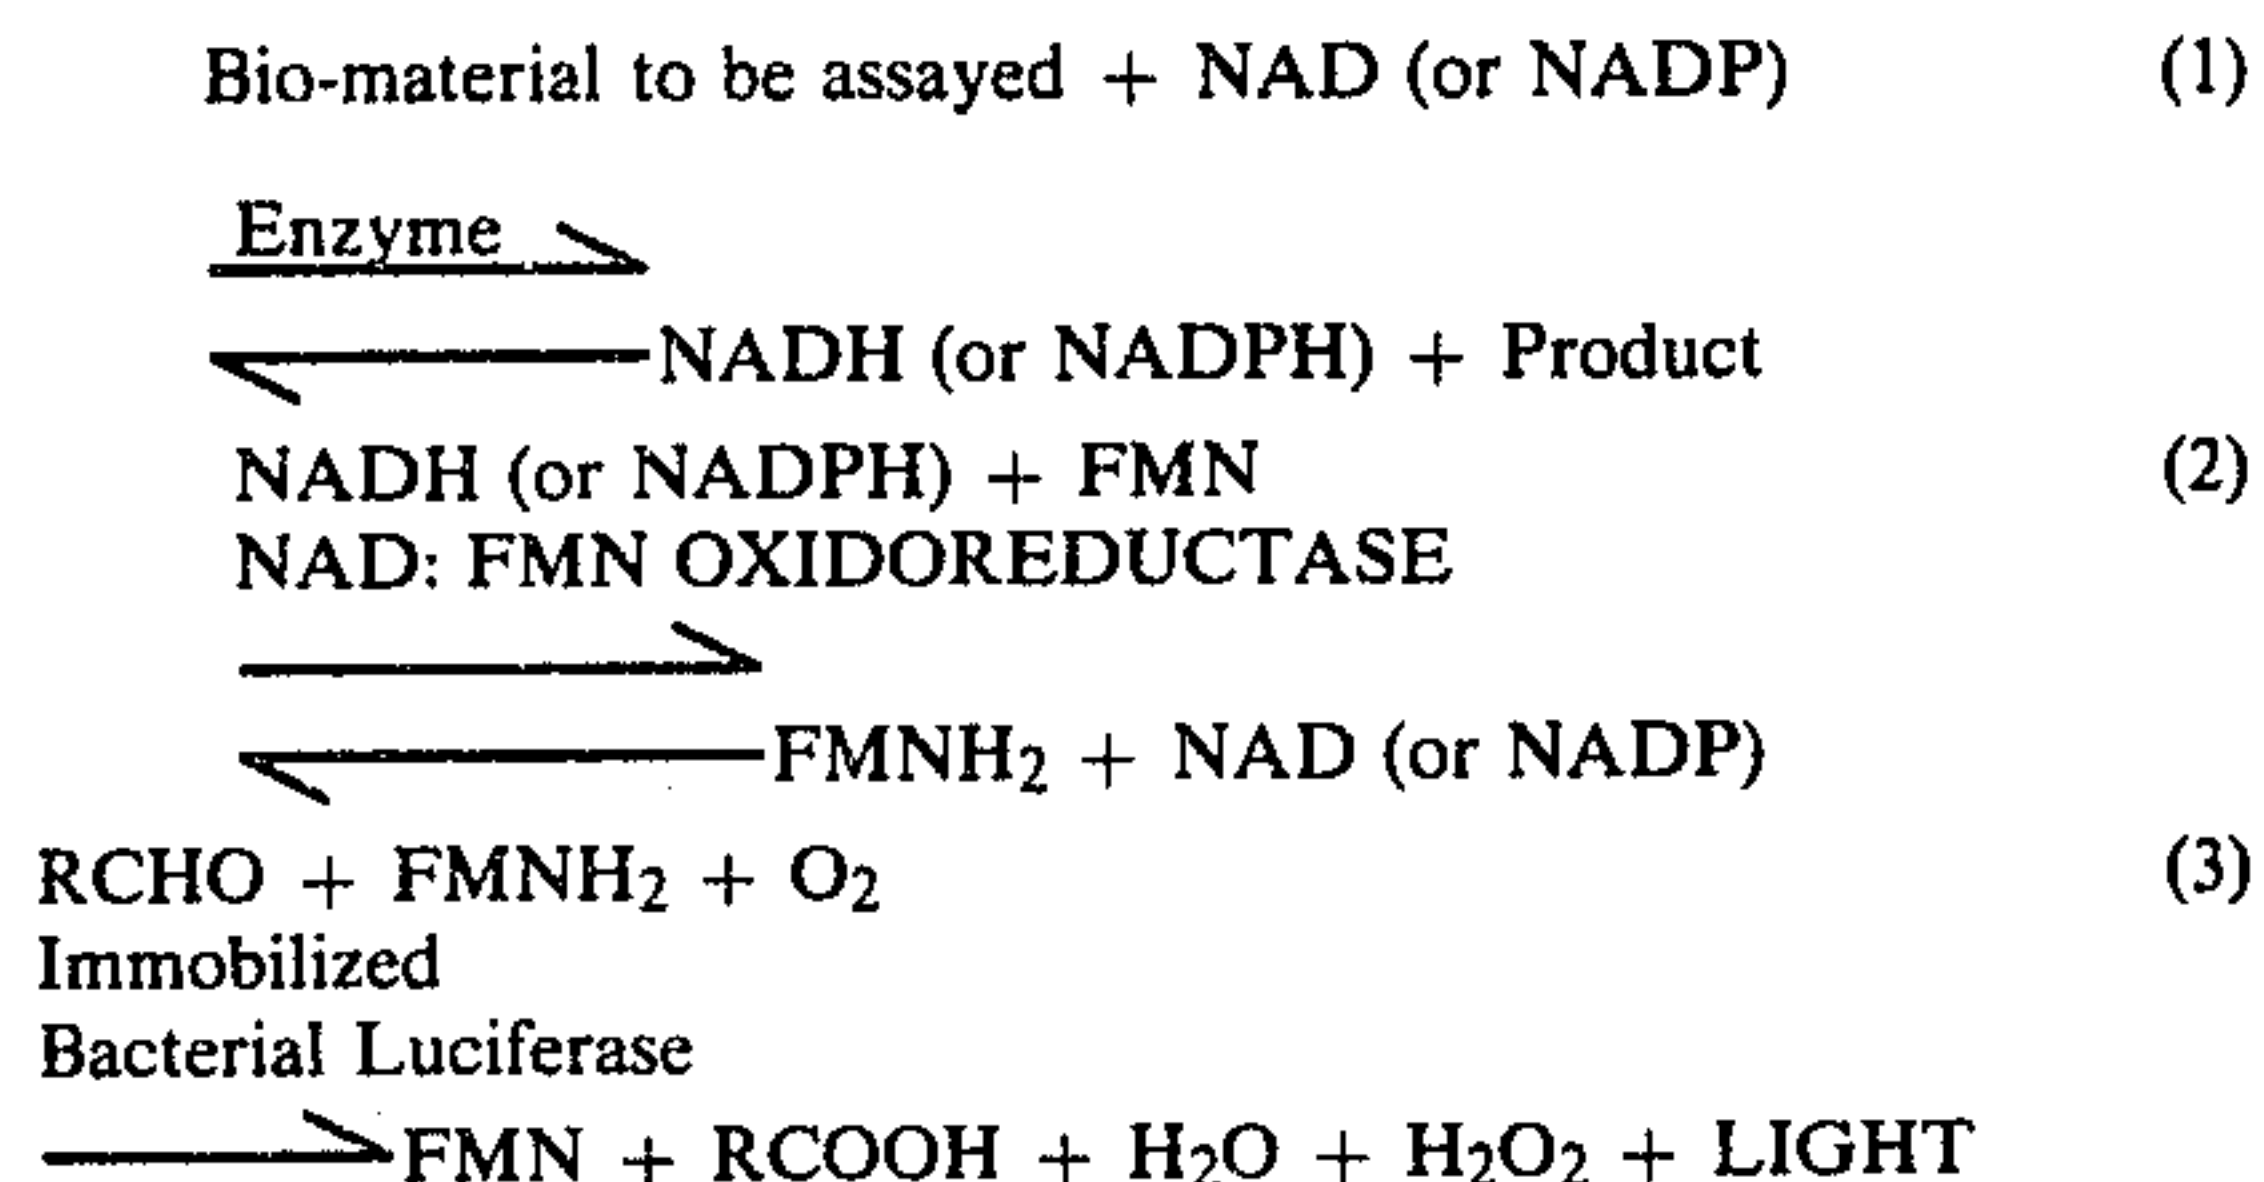 Bio-material to be assayed + NAD (or NADP) (1)
Enzyme
NADH (or NADPH) + Product
NADH (or NADPH) + FMN (2)
NAD: FMN OXIDOREDUCTASE
FMNH₂ + NAD (or NADP)
RCHO + FMNH₂ + O₂ (3)
Immobilized
Bacterial Luciferase
FMN + RCOOH + H₂O + H₂O₂ + LIGHT